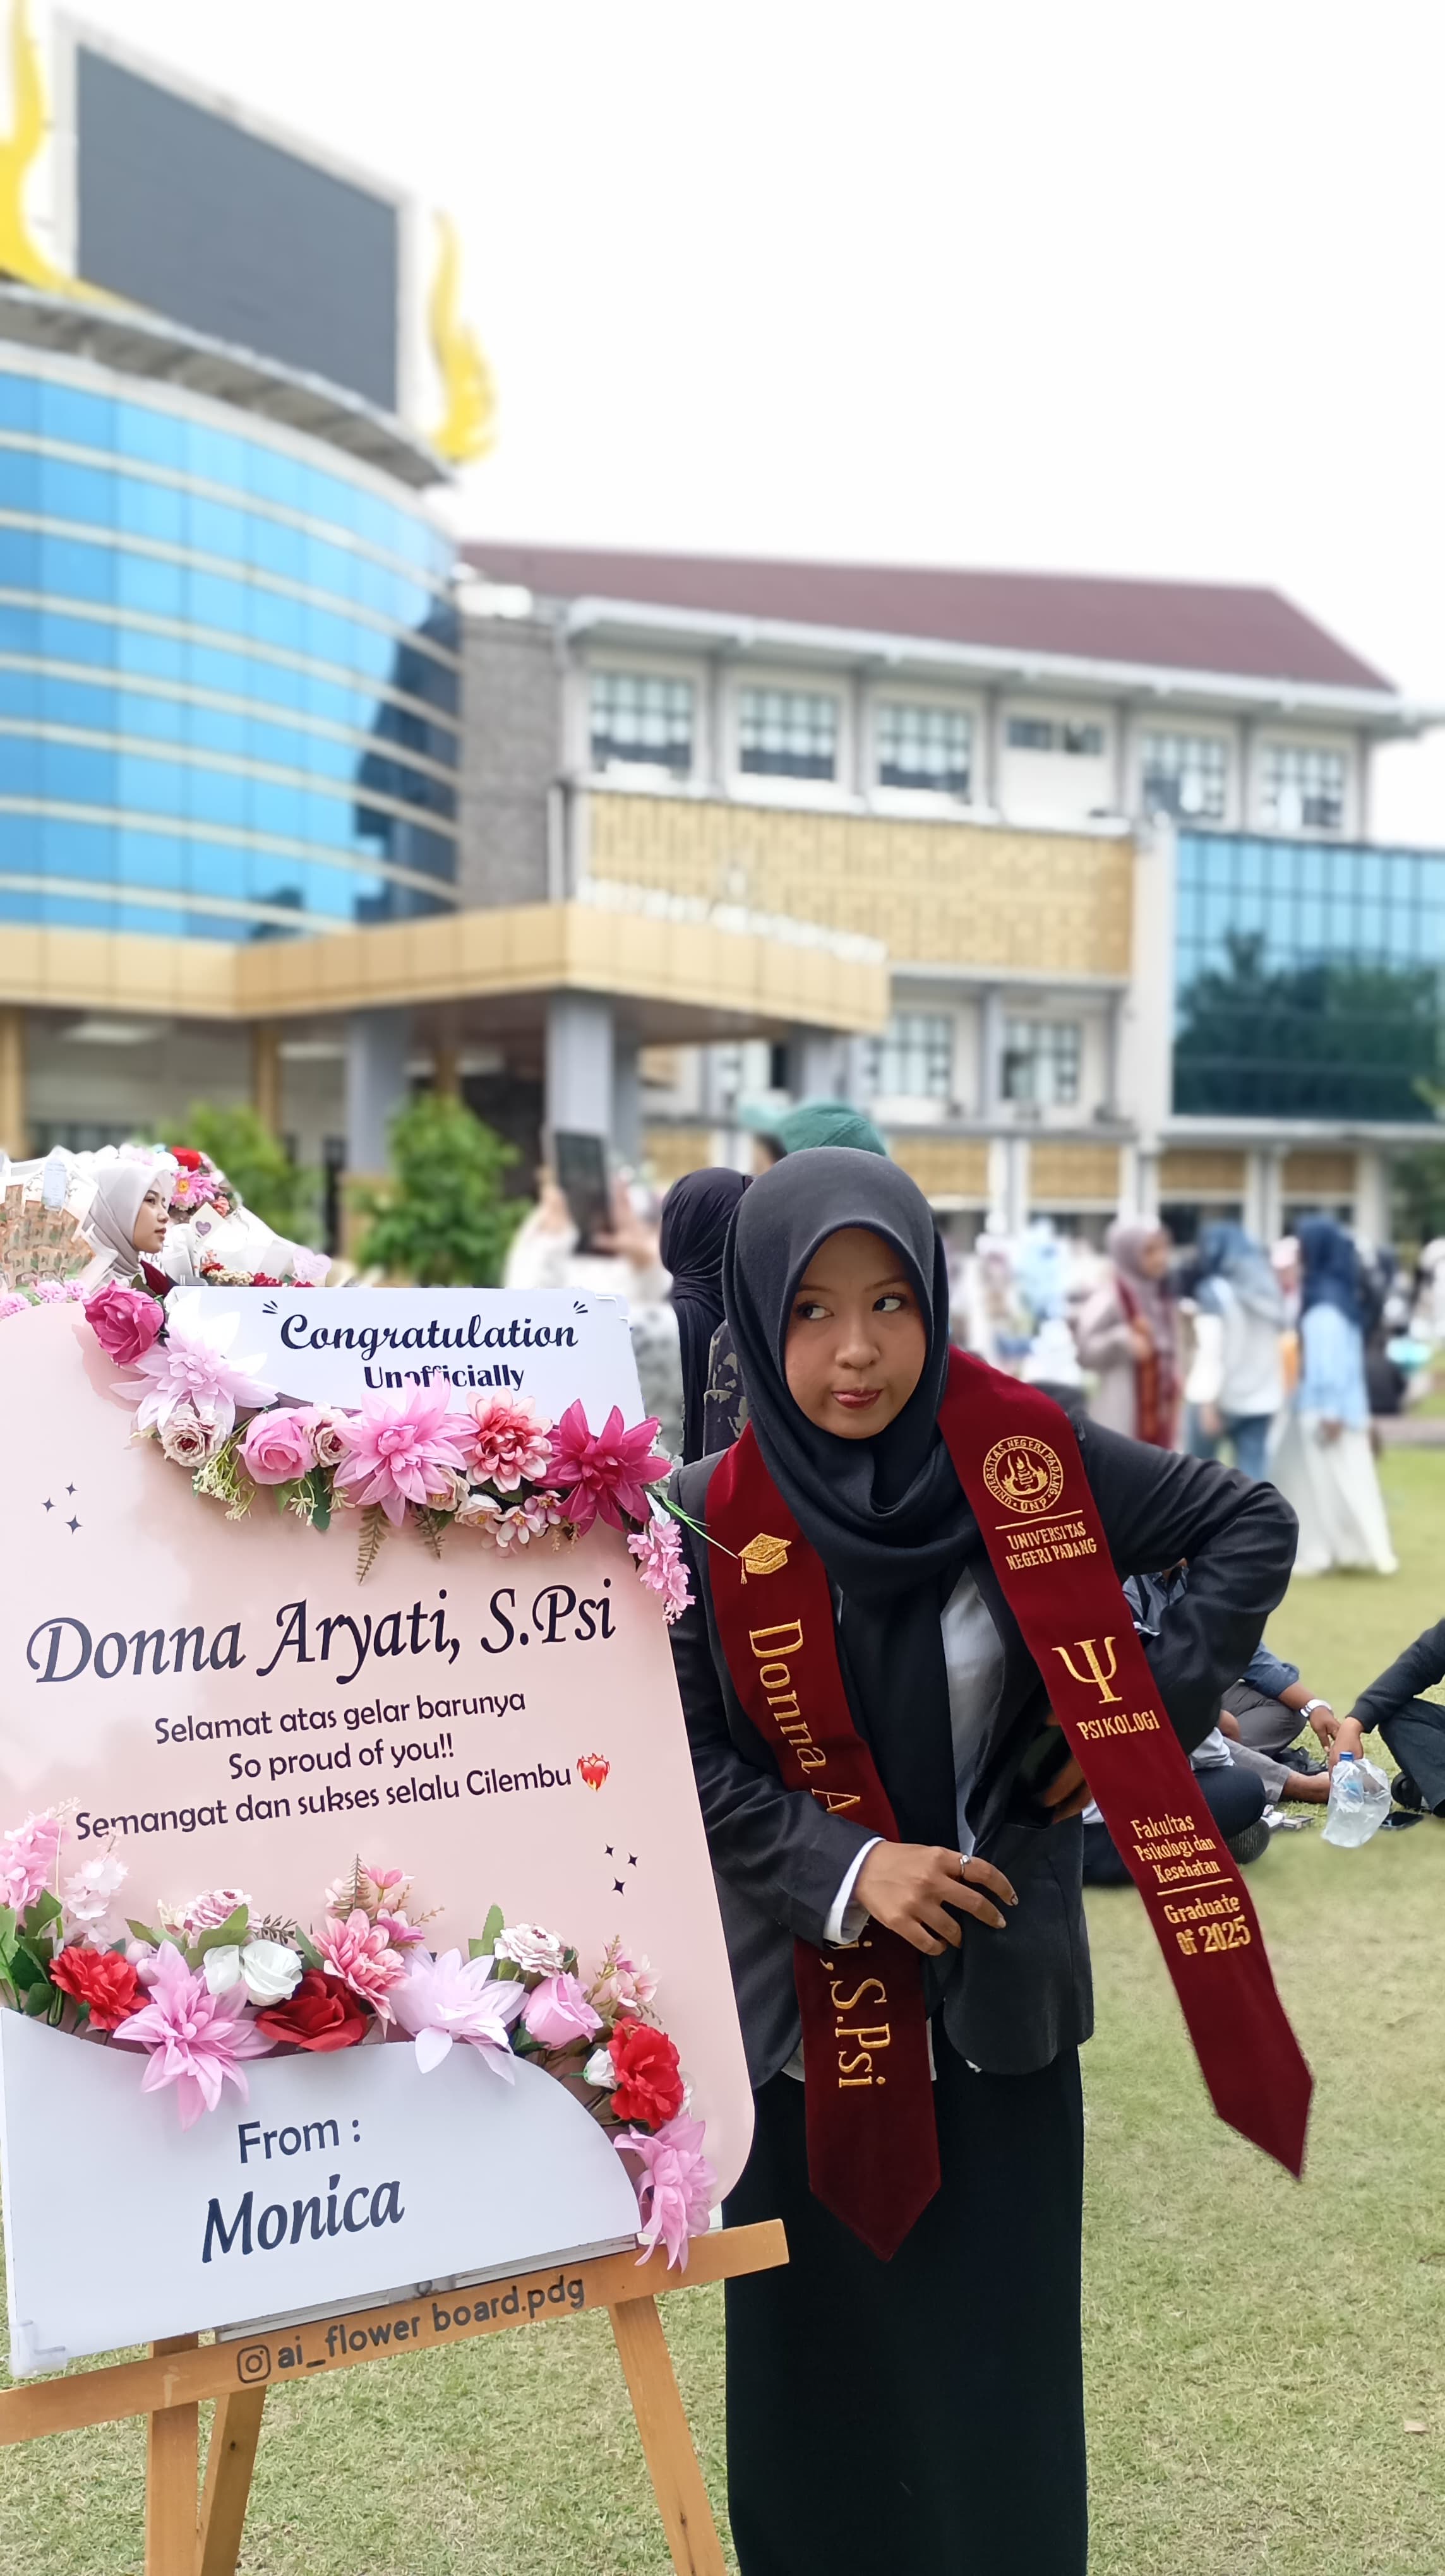 Congratulation
Unofficially
Donna Aryati, S.Psi
Selamat atas gelar barunya
So proud of you!!
Semangat dan sukses selalu Cilembu
From :
Monica
ai_flower board.pdg
Donna A
, S.Psi
UNIVERSITAS NEGERI PADANG
UNP
UNIVERSITAS
NEGERI PADANG
Ψ
PSIKOLOGI
Fakultas
Psikologi dan
Kesehatan
Graduate
Of 2025